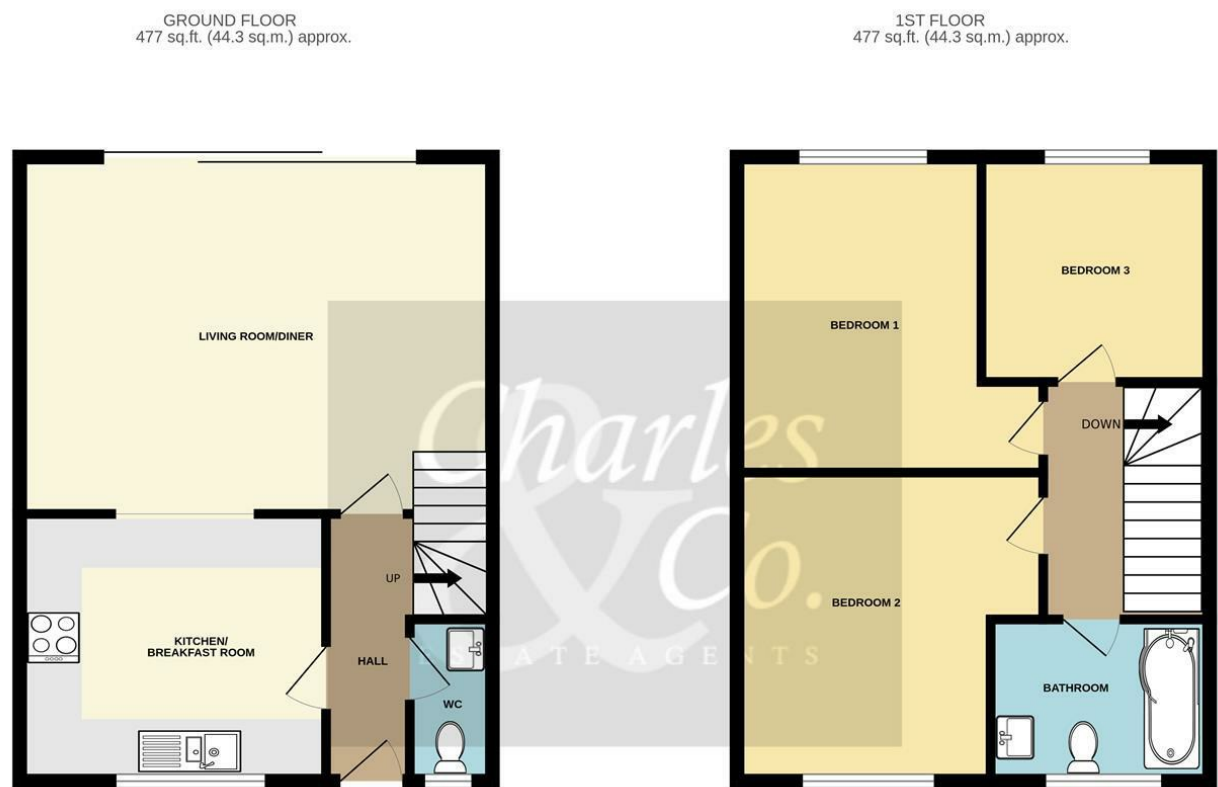 GROUND FLOOR
477 sq.ft. (44.3 sq.m.) approx.
1ST FLOOR
477 sq.ft. (44.3 sq.m.) approx.
LIVING ROOM/DINER
KITCHEN/
BREAKFAST ROOM
UP
HALL
WC
BEDROOM 1
BEDROOM 3
DOWN
BEDROOM 2
BATHROOM
Charles
& Co.
ESTATE AGENTS